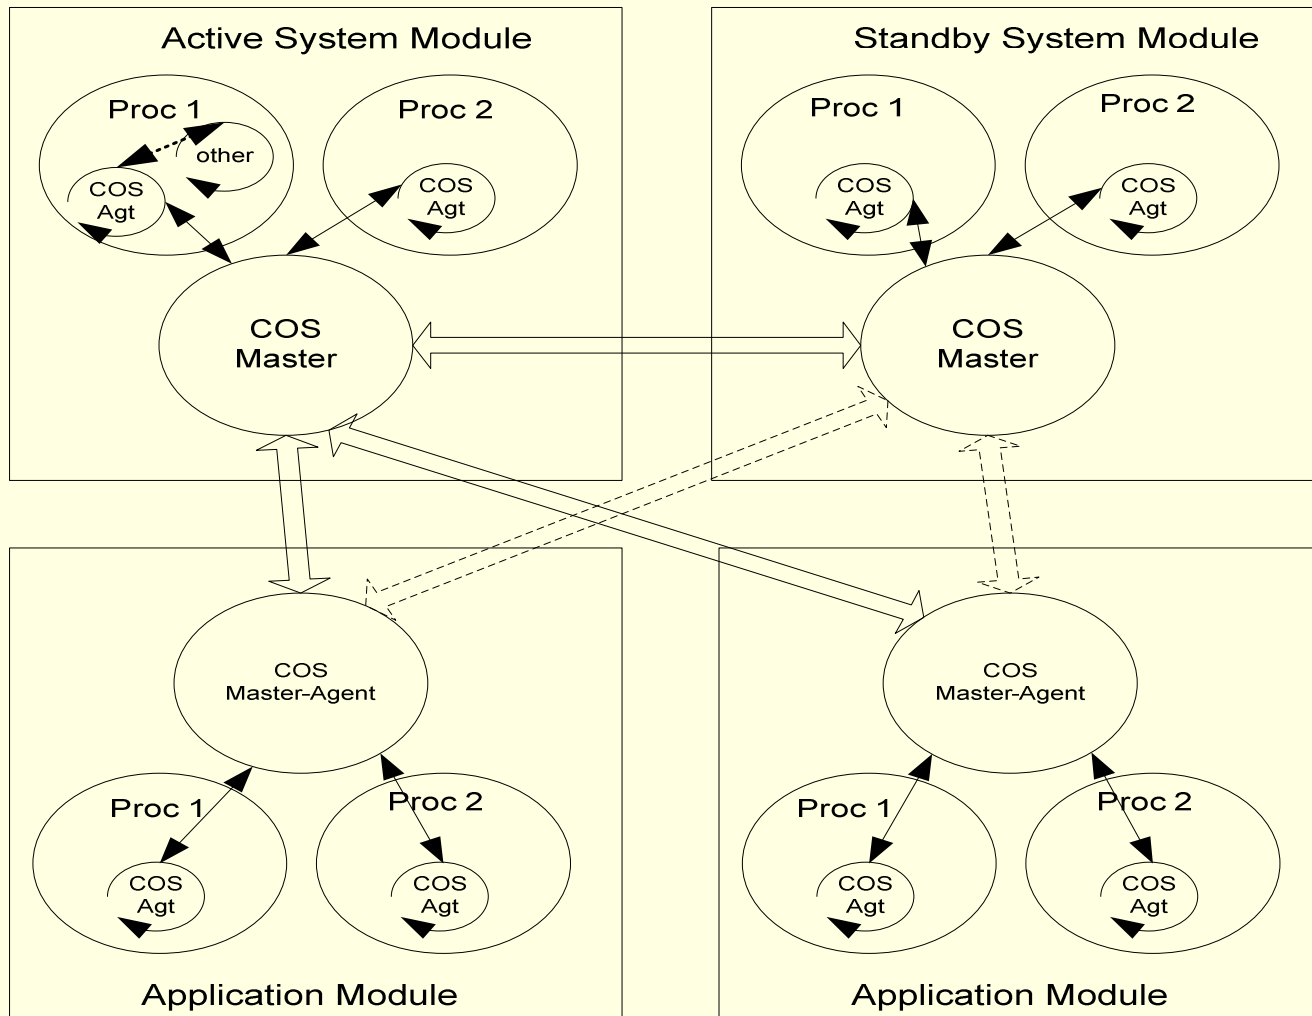 Active System Module
Proc 1
other
COS
Agt
Proc 2
COS
Agt
COS
Master
Standby System Module
Proc 1
COS
Agt
Proc 2
COS
Agt
COS
Master
COS
Master-Agent
Proc 1
COS
Agt
Proc 2
COS
Agt
Application Module
COS
Master-Agent
Proc 1
COS
Agt
Proc 2
COS
Agt
Application Module